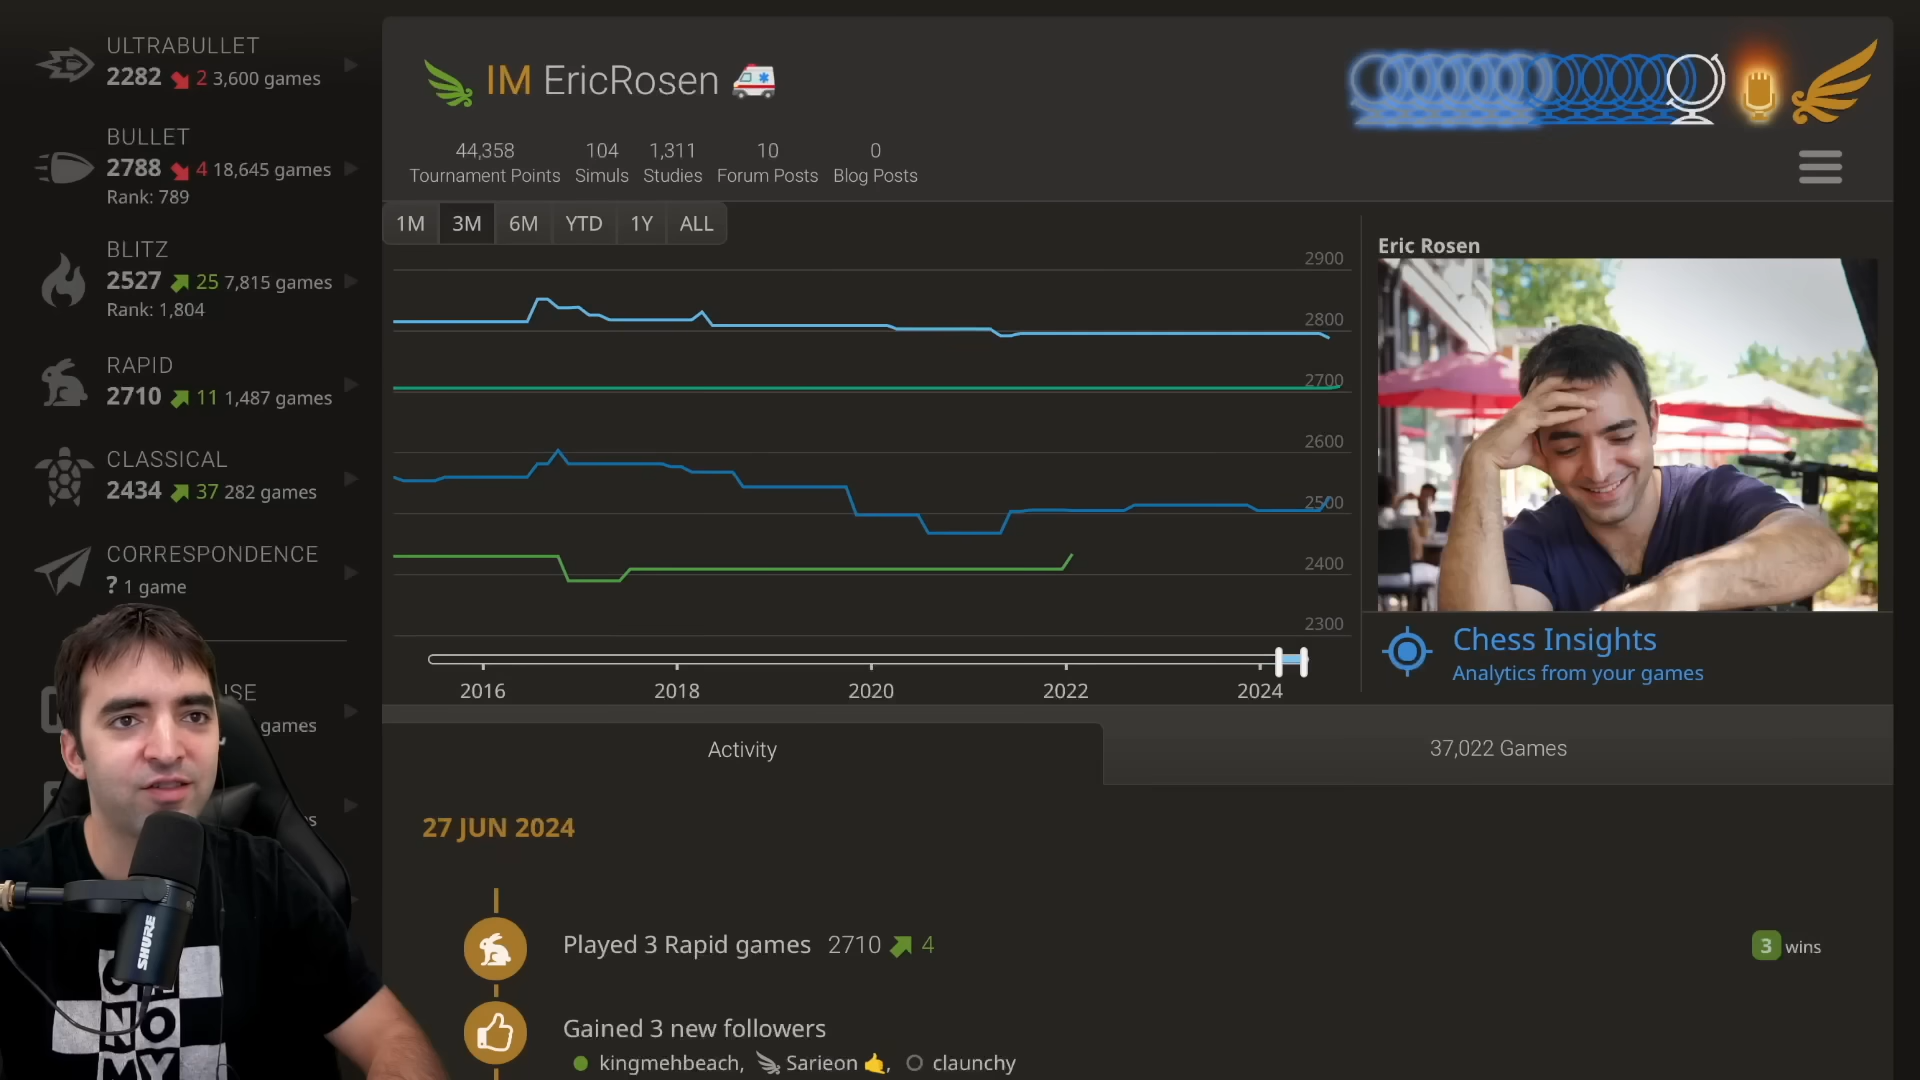 ULTRABULLET
2282 2 3,600 games
BULLET
2788 4 18,645 games
Rank: 789
BLITZ
2527 25 7,815 games
Rank: 1,804
RAPID
2710 11 1,487 games
CLASSICAL
2434 37 282 games
CORRESPONDENCE
? 1 game
USE
games
IM EricRosen
44,358 104 1,311 10 0
Tournament Points Simuls Studies Forum Posts Blog Posts
1M 3M 6M YTD 1Y ALL
2900
2800
2700
2600
2500
2400
2300
2016 2018 2020 2022 2024
Eric Rosen
Chess Insights
Analytics from your games
Activity
37,022 Games
27 JUN 2024
Played 3 Rapid games 2710 4
3 wins
Gained 3 new followers
kingmehbeach, Sarieon 🤙, claunchy
SHURE